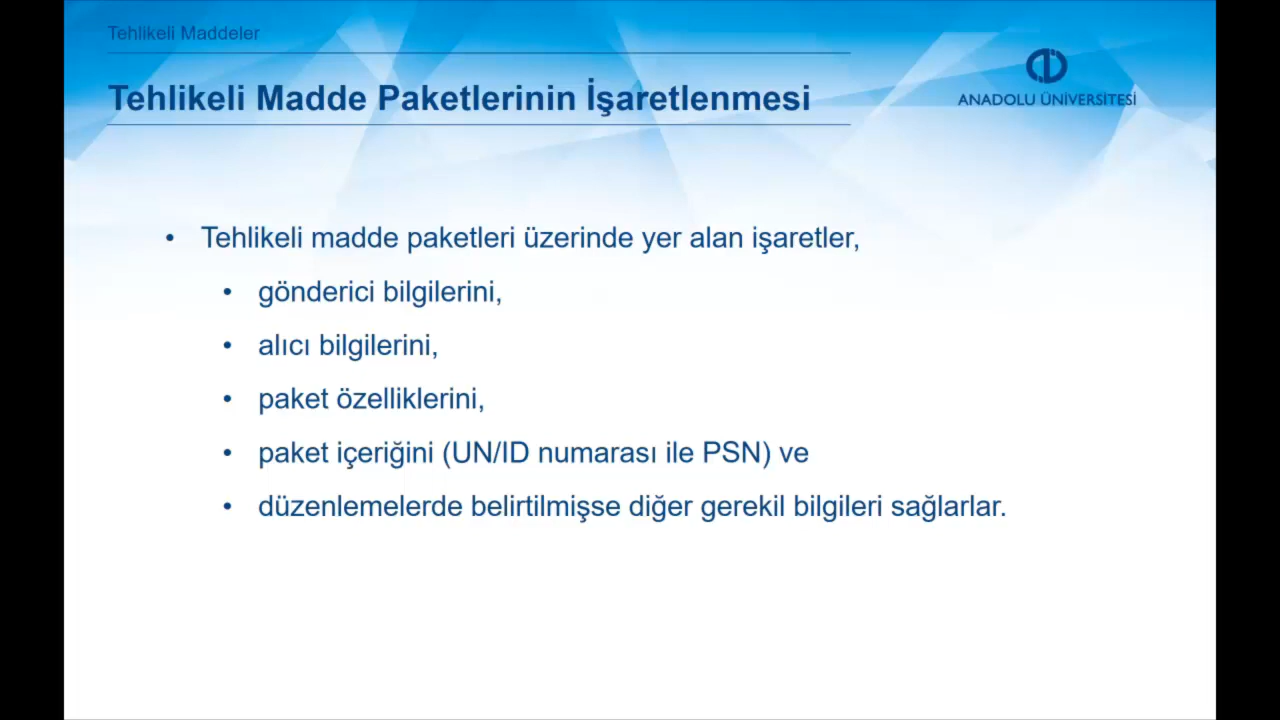 Tehlikeli Maddeler
Tehlikeli Madde Paketlerinin İşaretlenmesi
ANADOLU ÜNİVERSİTESİ
• Tehlikeli madde paketleri üzerinde yer alan işaretler,
• gönderici bilgilerini,
• alıcı bilgilerini,
• paket özelliklerini,
• paket içeriğini (UN/ID numarası ile PSN) ve
• düzenlemelerde belirtilmişse diğer gerekil bilgileri sağlarlar.